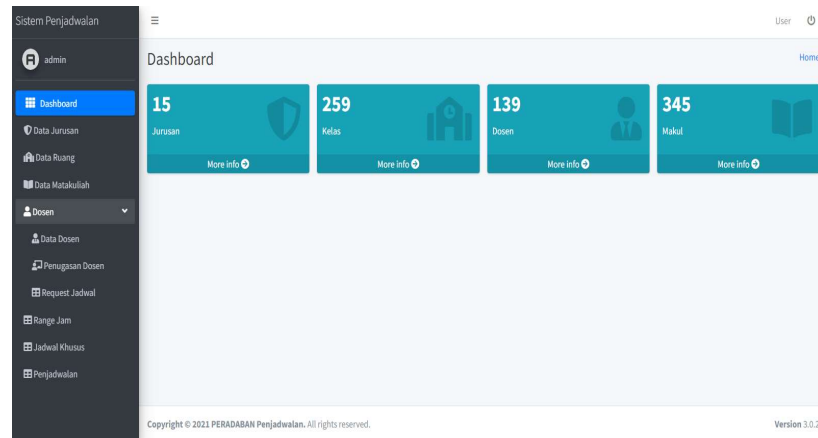 Sistem Penjadwalan
User
admin
Dashboard
Home
Dashboard
Data Jurusan
Data Ruang
Data Matakuliah
Dosen
Data Dosen
Penugasan Dosen
Request Jadwal
Range Jam
Jadwal Khusus
Penjadwalan
15
Jurusan
More info
259
Kelas
More info
139
Dosen
More info
345
Makul
More info
Copyright © 2021 PERADABAN Penjadwalan. All rights reserved.
Version 3.0.2